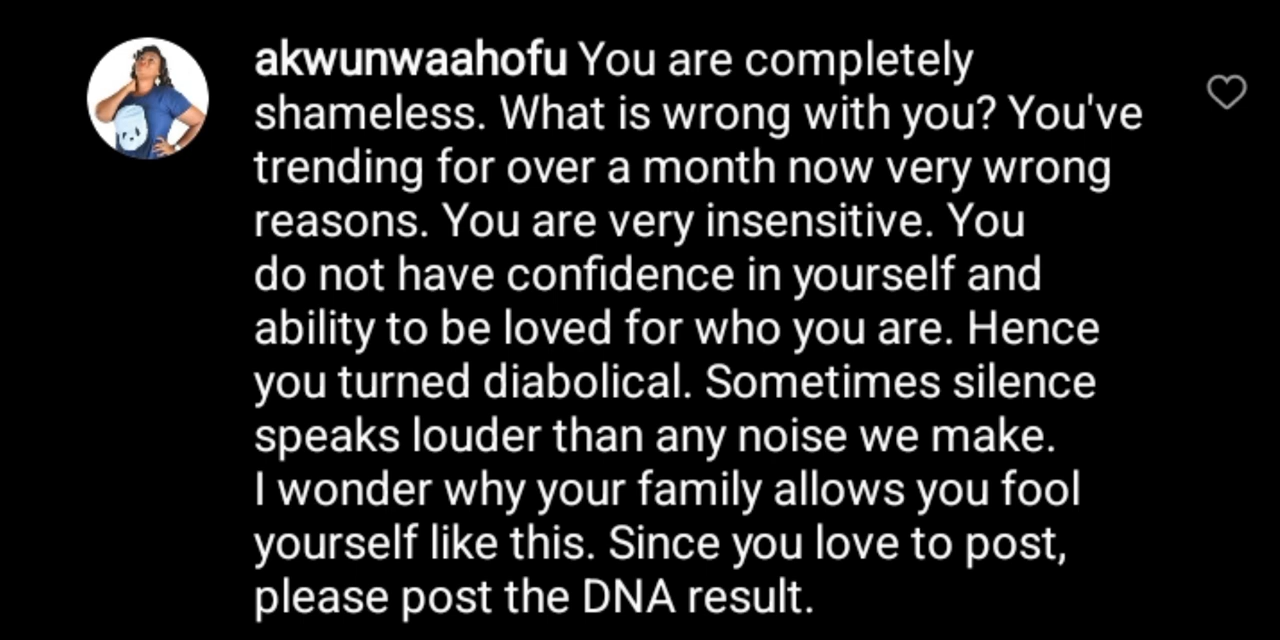 akwunwaahofu You are completely
shameless. What is wrong with you? You've
trending for over a month now very wrong
reasons. You are very insensitive. You
do not have confidence in yourself and
ability to be loved for who you are. Hence
you turned diabolical. Sometimes silence
speaks louder than any noise we make.
I wonder why your family allows you fool
yourself like this. Since you love to post,
please post the DNA result.